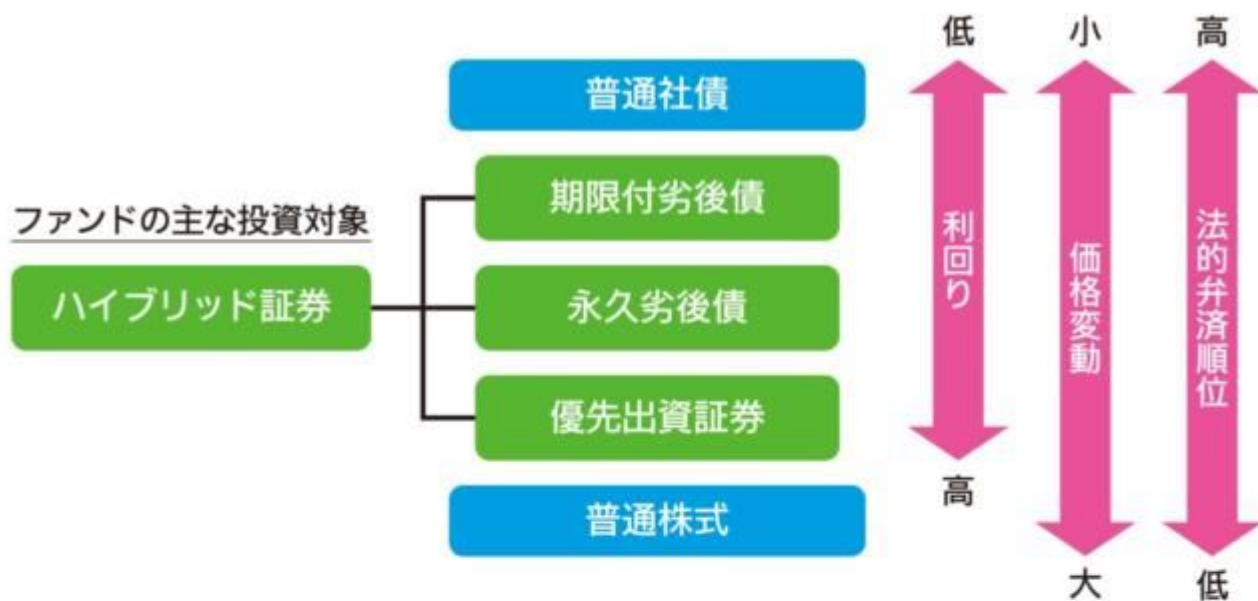 低 小 高
普通社債
期限付劣後債
ファンドの主な投資対象
ハイブリッド証券
永久劣後債
優先出資証券
普通株式
利回り
価格変動
法的弁済順位
高
大 低